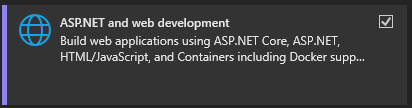 ASP.NET and web development
Build web applications using ASP.NET Core, ASP.NET,
HTML/JavaScript, and Containers including Docker supp...